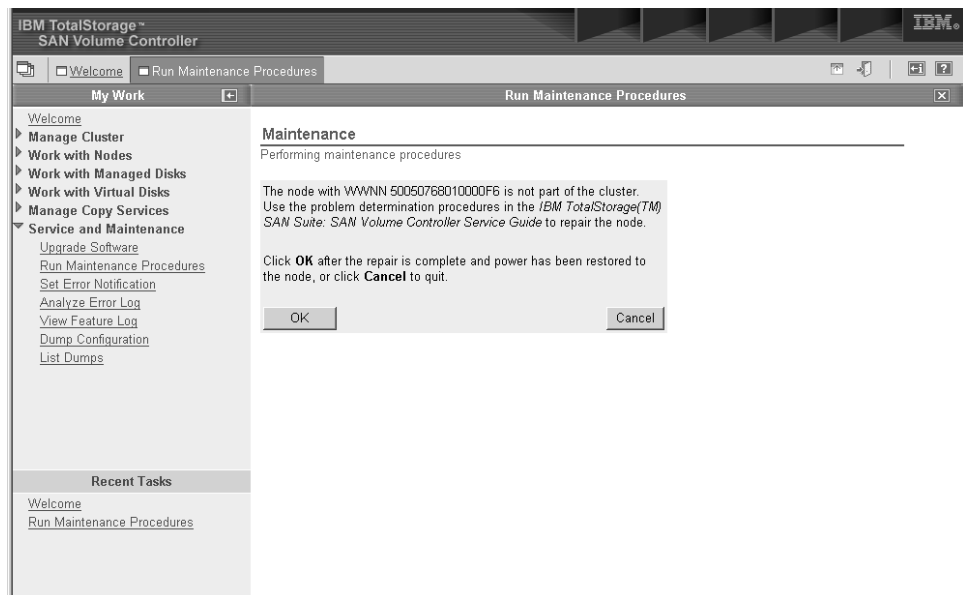 IBM TotalStorage™
SAN Volume Controller
IBM®
Welcome
Run Maintenance Procedures
My Work
Run Maintenance Procedures
Welcome
Manage Cluster
Work with Nodes
Work with Managed Disks
Work with Virtual Disks
Manage Copy Services
Service and Maintenance
Upgrade Software
Run Maintenance Procedures
Set Error Notification
Analyze Error Log
View Feature Log
Dump Configuration
List Dumps
Recent Tasks
Welcome
Run Maintenance Procedures
Maintenance
Performing maintenance procedures
The node with WWNN 50050768010000F6 is not part of the cluster.
Use the problem determination procedures in the IBM TotalStorage(TM)
SAN Suite: SAN Volume Controller Service Guide to repair the node.
Click OK after the repair is complete and power has been restored to
the node, or click Cancel to quit.
OK
Cancel